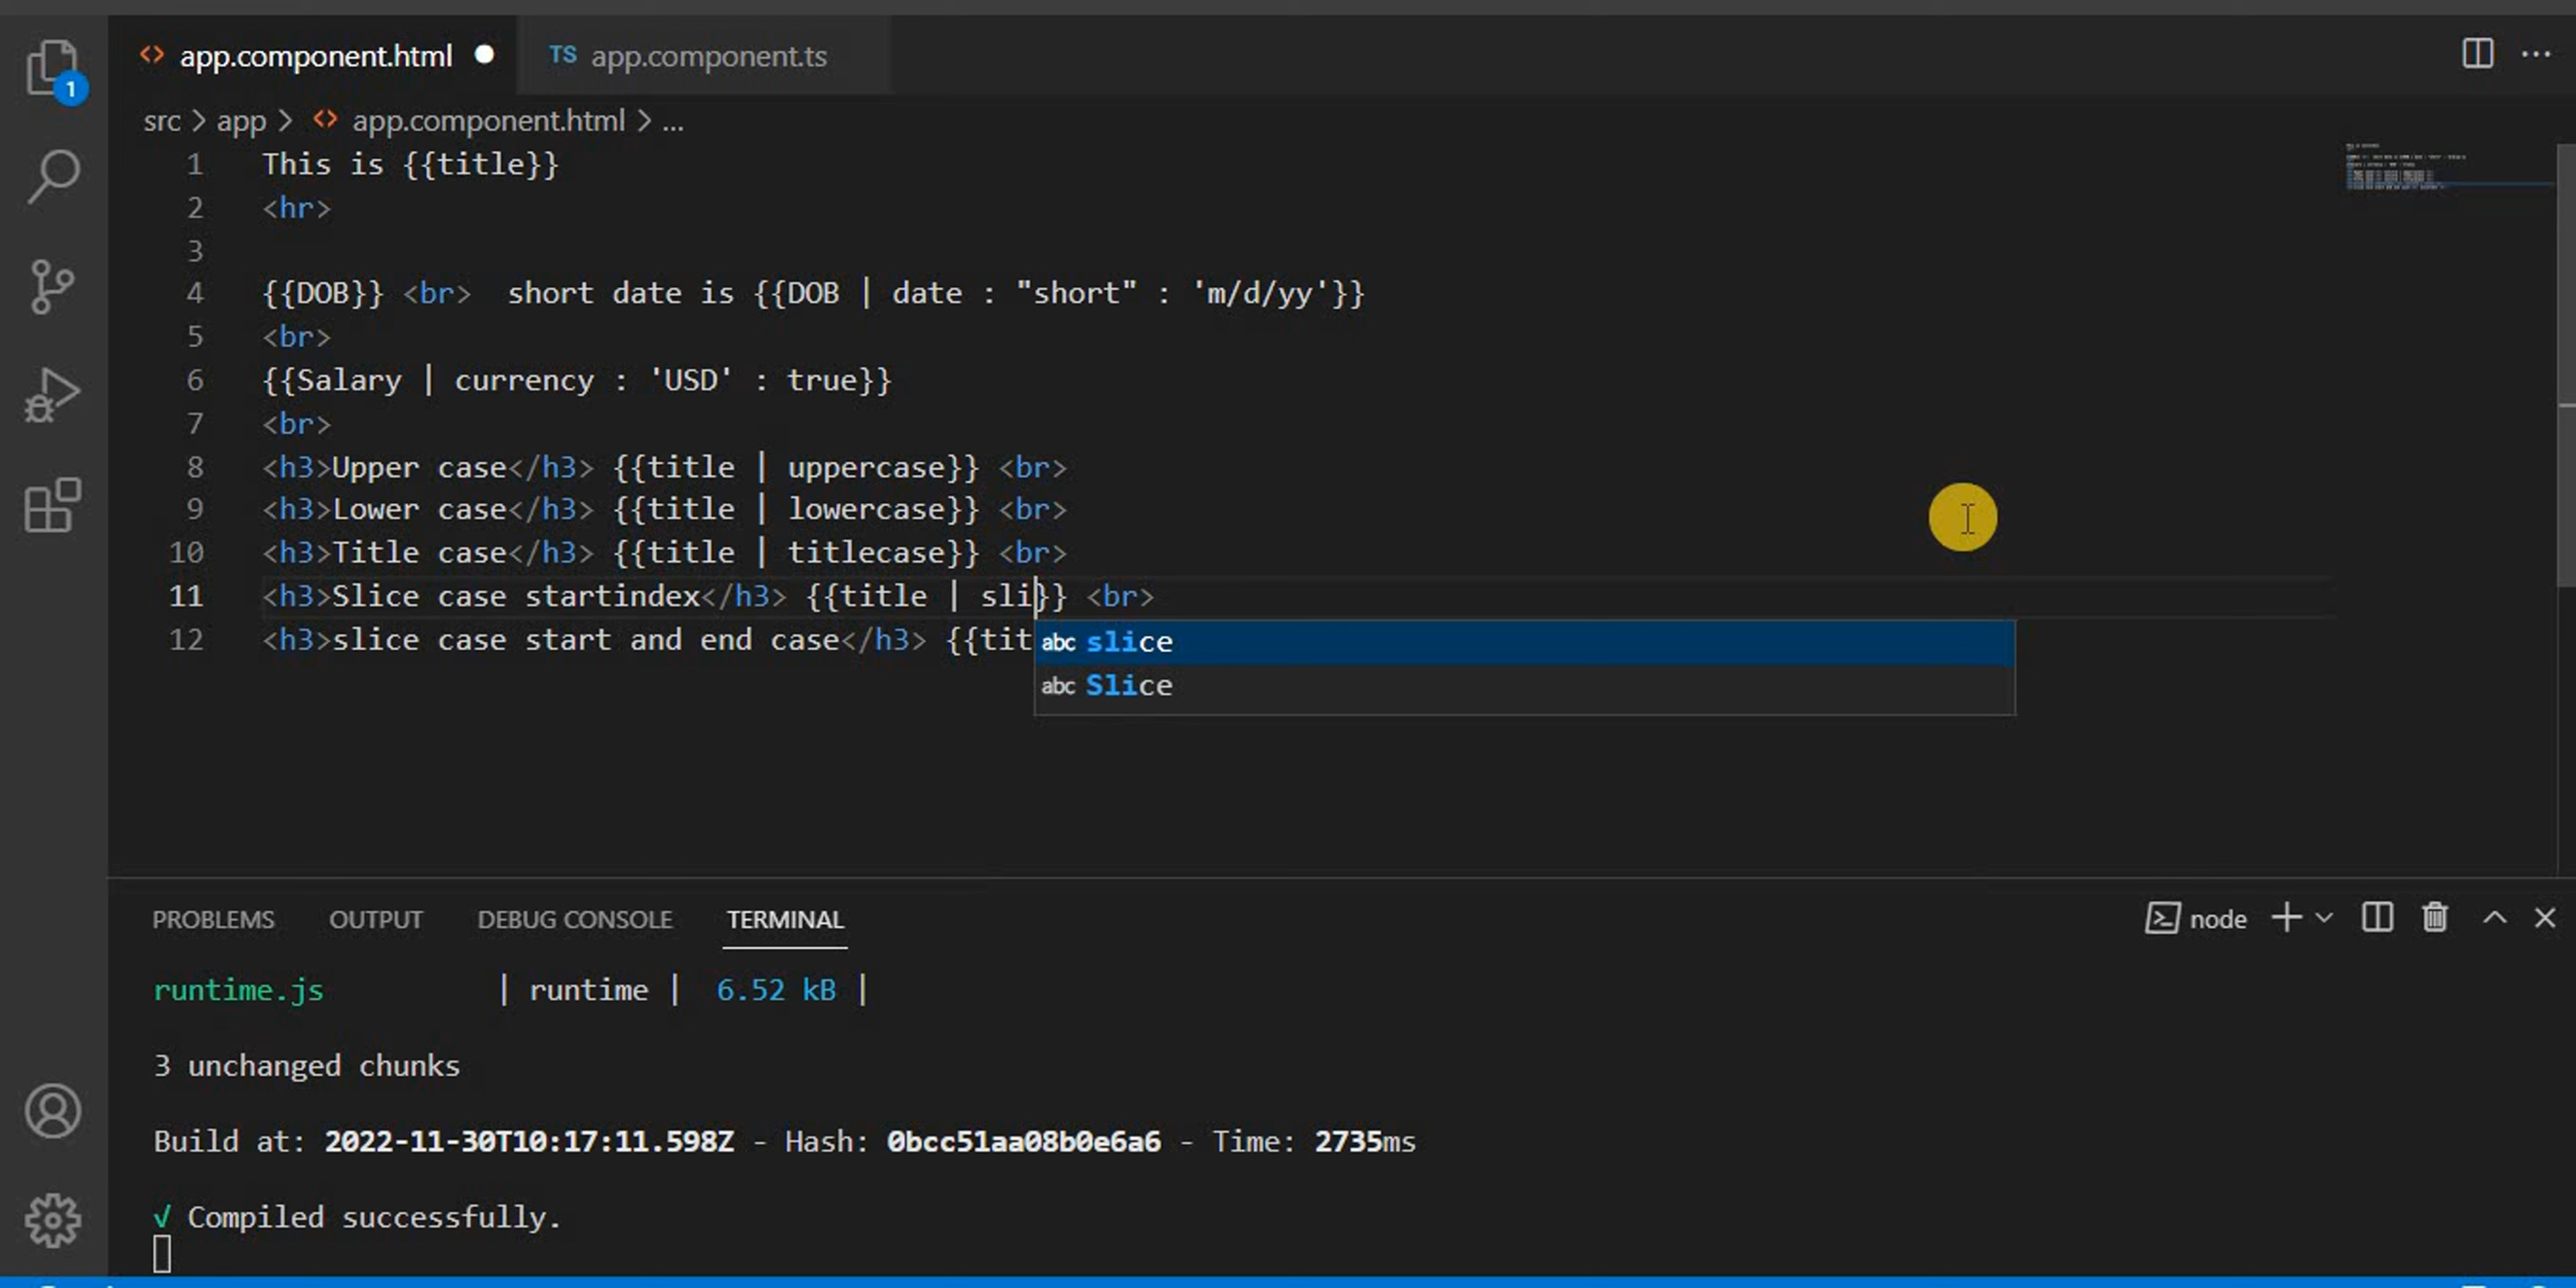 app.component.html
TS app.component.ts
1
src > app > <> app.component.html > ...
1 This is {{title}}
2 <hr>
3
4 {{DOB}} <br>  short date is {{DOB | date : "short" : 'm/d/yy'}}
5 <br>
6 {{Salary | currency : 'USD' : true}}
7 <br>
8 <h3>Upper case</h3> {{title | uppercase}} <br>
9 <h3>Lower case</h3> {{title | lowercase}} <br>
10 <h3>Title case</h3> {{title | titlecase}} <br>
11 <h3>Slice case startindex</h3> {{title | sli}} <br>
12 <h3>slice case start and end case</h3> {{tit
abc slice
abc Slice
PROBLEMS OUTPUT DEBUG CONSOLE TERMINAL node
runtime.js | runtime | 6.52 kB |
3 unchanged chunks
Build at: 2022-11-30T10:17:11.598Z - Hash: 0bcc51aa08b0e6a6 - Time: 2735ms
√ Compiled successfully.